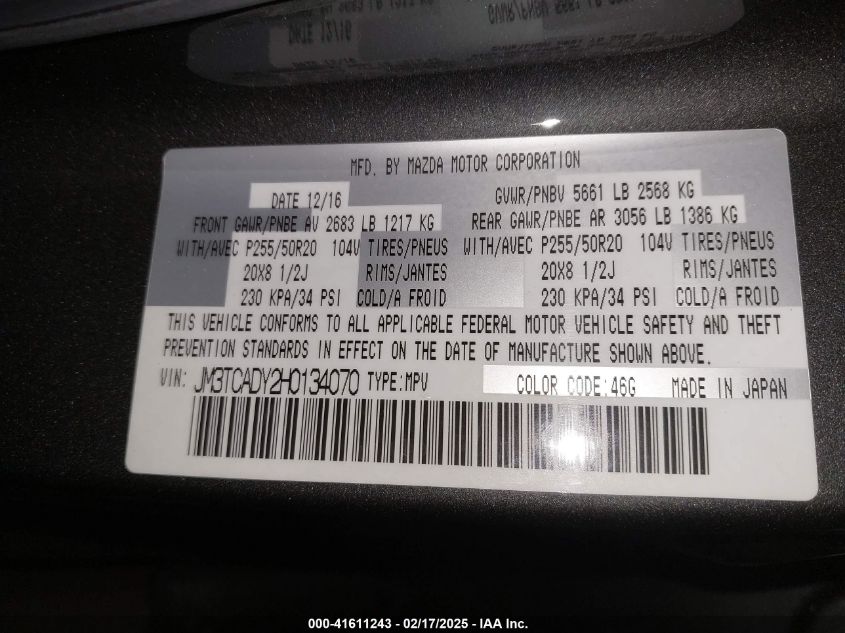 MFD. BY MAZDA MOTOR CORPORATION
DATE 12/16 GVWR/PNBV 5661 LB 2568 KG
FRONT GAWR/PNBE AV 2683 LB 1217 KG REAR GAWR/PNBE AR 3056 LB 1386 KG
WITH/AVEC P255/50R20 104V TIRES/PNEUS WITH/AVEC P255/50R20 104V TIRES/PNEUS
20X8 1/2J RIMS/JANTES 20X8 1/2J RIMS/JANTES
230 KPA/34 PSI COLD/A FROID 230 KPA/34 PSI COLD/A FROID
THIS VEHICLE CONFORMS TO ALL APPLICABLE FEDERAL MOTOR VEHICLE SAFETY AND THEFT
PREVENTION STANDARDS IN EFFECT ON THE DATE OF MANUFACTURE SHOWN ABOVE.
VIN: JM3TCADY2H0134070 TYPE:MPV COLOR CODE:46G MADE IN JAPAN
000-41611243 - 02/17/2025 - IAA Inc.